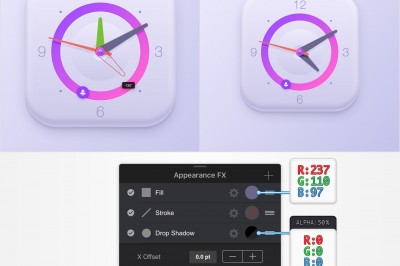 12
9
3
6
9
3
6
Appearance FX
Fill
Stroke
Drop Shadow
X Offset
0.0 pt
R:237
G:110
B:97
ALPHA: 50%
R:0
G:0
B:0